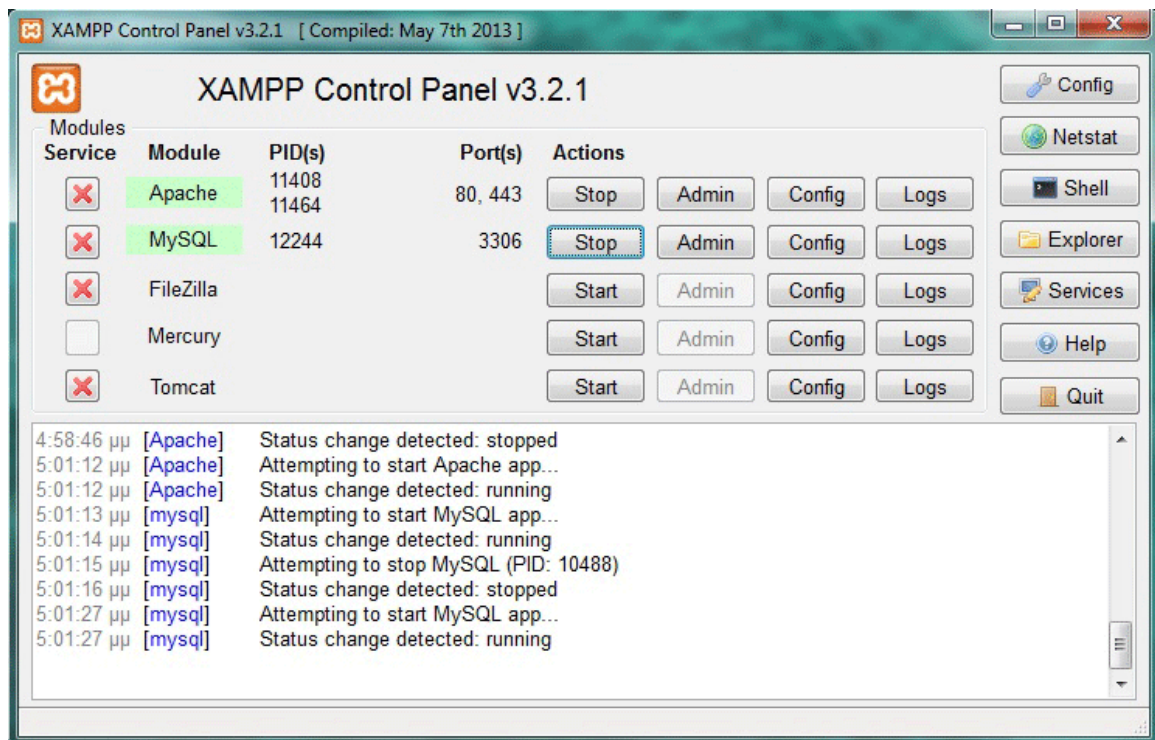 XAMPP Control Panel v3.2.1 [ Compiled: May 7th 2013 ]
XAMPP Control Panel v3.2.1
Config
Modules
Netstat
Service Module PID(s) Port(s) Actions
Apache 11408 11464 80, 443 Stop Admin Config Logs
Shell
MySQL 12244 3306 Stop Admin Config Logs
Explorer
FileZilla Start Admin Config Logs
Services
Mercury Start Admin Config Logs
Help
Tomcat Start Admin Config Logs
Quit
4:58:46 μμ [Apache] Status change detected: stopped
5:01:12 μμ [Apache] Attempting to start Apache app...
5:01:12 μμ [Apache] Status change detected: running
5:01:13 μμ [mysql] Attempting to start MySQL app...
5:01:14 μμ [mysql] Status change detected: running
5:01:15 μμ [mysql] Attempting to stop MySQL (PID: 10488)
5:01:16 μμ [mysql] Status change detected: stopped
5:01:27 μμ [mysql] Attempting to start MySQL app...
5:01:27 μμ [mysql] Status change detected: running